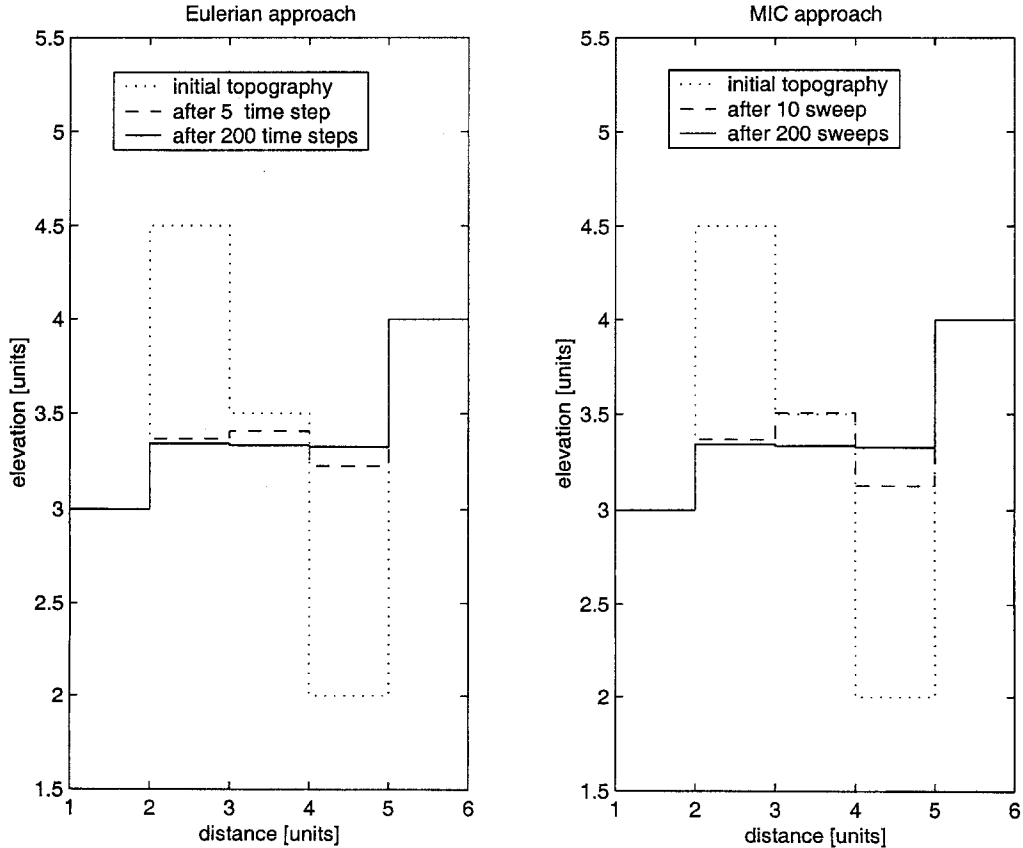 Eulerian approach
5.5
5
4.5
4
3.5
3
2.5
2
1.5
1
2
3
4
5
6
elevation [units]
distance [units]
initial topography
after 5 time step
after 200 time steps
MIC approach
5.5
5
4.5
4
3.5
3
2.5
2
1.5
1
2
3
4
5
6
elevation [units]
distance [units]
initial topography
after 10 sweep
after 200 sweeps